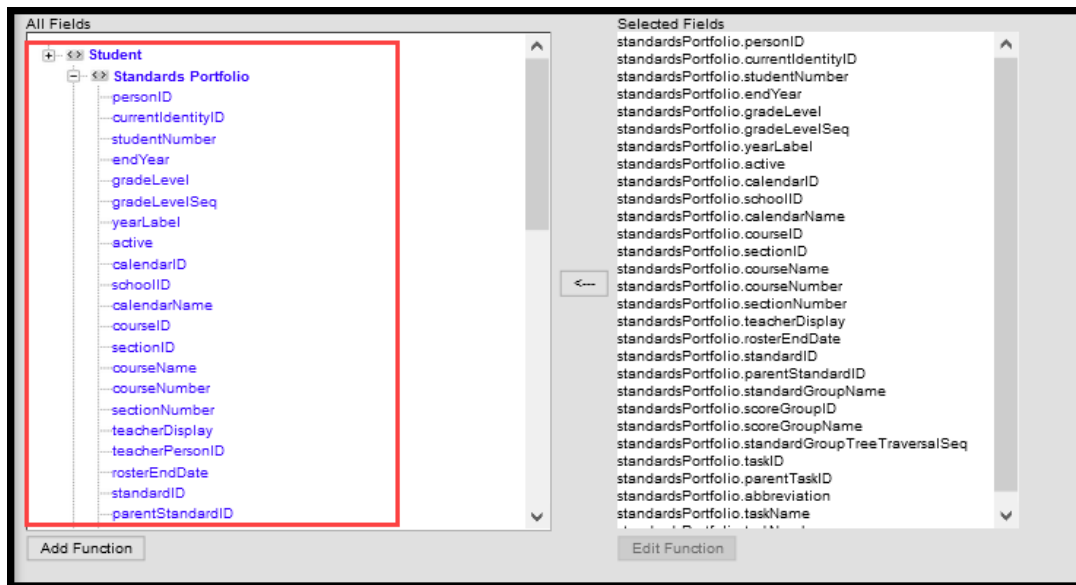 All Fields
Student
Standards Portfolio
personID
currentIdentityID
studentNumber
endYear
gradeLevel
gradeLevelSeq
yearLabel
active
calendarID
schoolID
calendarName
courseID
sectionID
courseName
courseNumber
sectionNumber
teacherDisplay
teacherPersonID
rosterEndDate
standardID
parentStandardID
Add Function
<---
Selected Fields
standardsPortfolio.personID
standardsPortfolio.currentIdentityID
standardsPortfolio.studentNumber
standardsPortfolio.endYear
standardsPortfolio.gradeLevel
standardsPortfolio.gradeLevelSeq
standardsPortfolio.yearLabel
standardsPortfolio.active
standardsPortfolio.calendarID
standardsPortfolio.schoolID
standardsPortfolio.calendarName
standardsPortfolio.courseID
standardsPortfolio.sectionID
standardsPortfolio.courseName
standardsPortfolio.courseNumber
standardsPortfolio.sectionNumber
standardsPortfolio.teacherDisplay
standardsPortfolio.rosterEndDate
standardsPortfolio.standardID
standardsPortfolio.parentStandardID
standardsPortfolio.standardGroupName
standardsPortfolio.scoreGroupID
standardsPortfolio.scoreGroupName
standardsPortfolio.standardGroupTreeTraversalSeq
standardsPortfolio.taskID
standardsPortfolio.parentTaskID
standardsPortfolio.abbreviation
standardsPortfolio.taskName
Edit Function